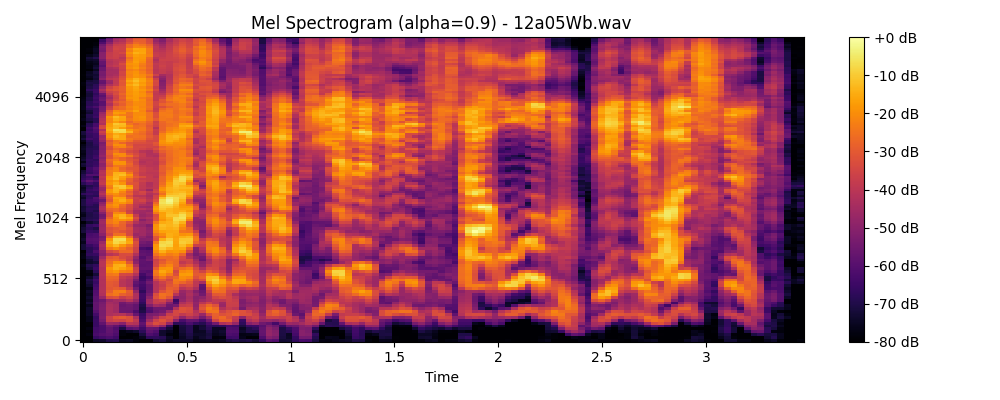 Mel Spectrogram (alpha=0.9) - 12a05Wb.wav
Mel Frequency
4096
2048
1024
512
0
0
0.5
1
1.5
2
2.5
3
Time
+0 dB
-10 dB
-20 dB
-30 dB
-40 dB
-50 dB
-60 dB
-70 dB
-80 dB